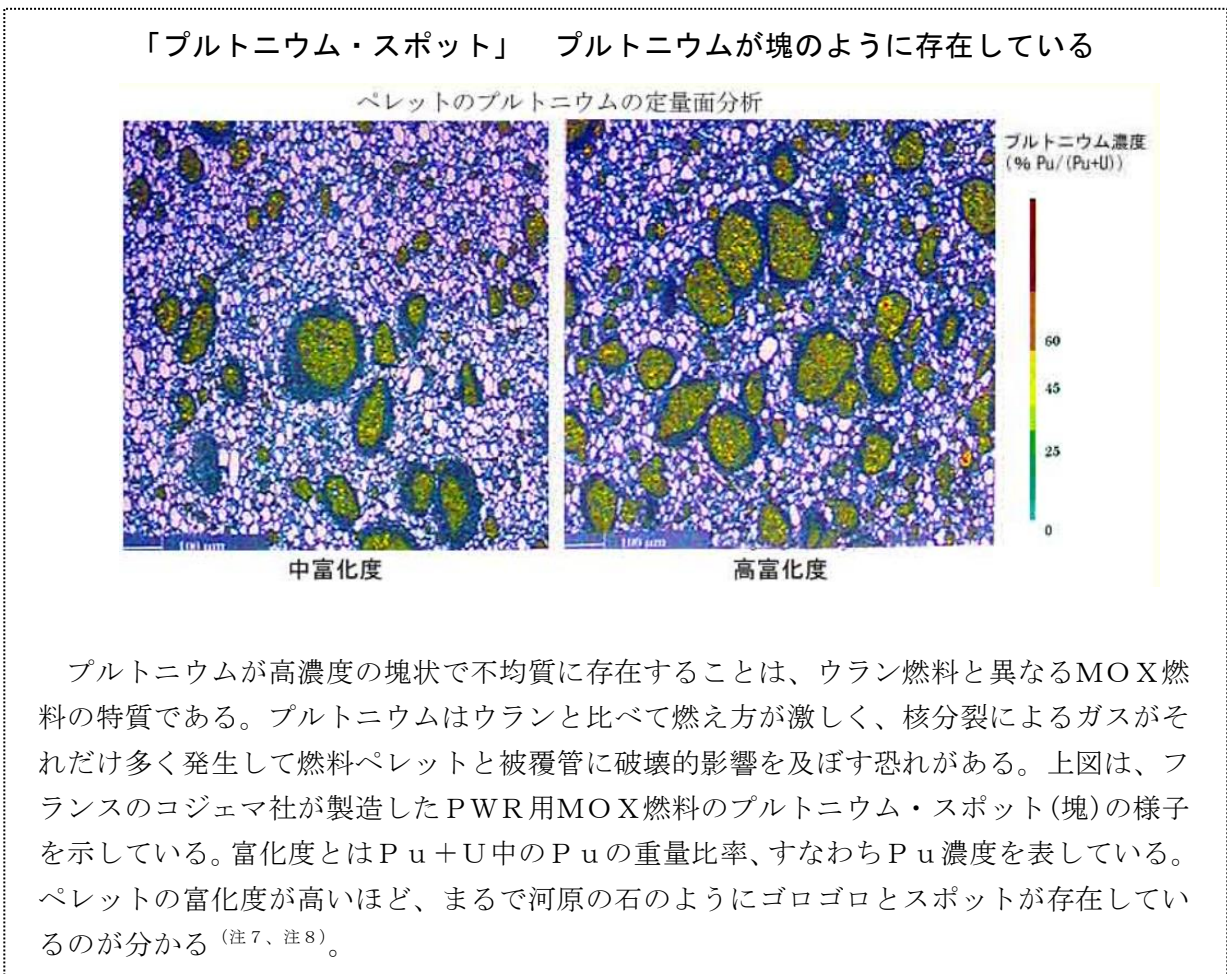 「プルトニウム・スポット」　プルトニウムが塊のように存在している
ペレットのプルトニウムの定量面分析
プルトニウム濃度
(% Pu/(Pu+U))
60
45
25
0
100 μm
100 μm
中富化度
高富化度
　プルトニウムが高濃度の塊状で不均質に存在することは、ウラン燃料と異なるＭＯＸ燃
料の特質である。プルトニウムはウランと比べて燃え方が激しく、核分裂によるガスがそ
れだけ多く発生して燃料ペレットと被覆管に破壊的影響を及ぼす恐れがある。上図は、フ
ランスのコジェマ社が製造したＰＷＲ用ＭＯＸ燃料のプルトニウム・スポット(塊)の様子
を示している。富化度とはＰｕ＋Ｕ中のＰｕの重量比率、すなわちＰｕ濃度を表している。
ペレットの富化度が高いほど、まるで河原の石のようにゴロゴロとスポットが存在してい
るのが分かる（注７、注８）。